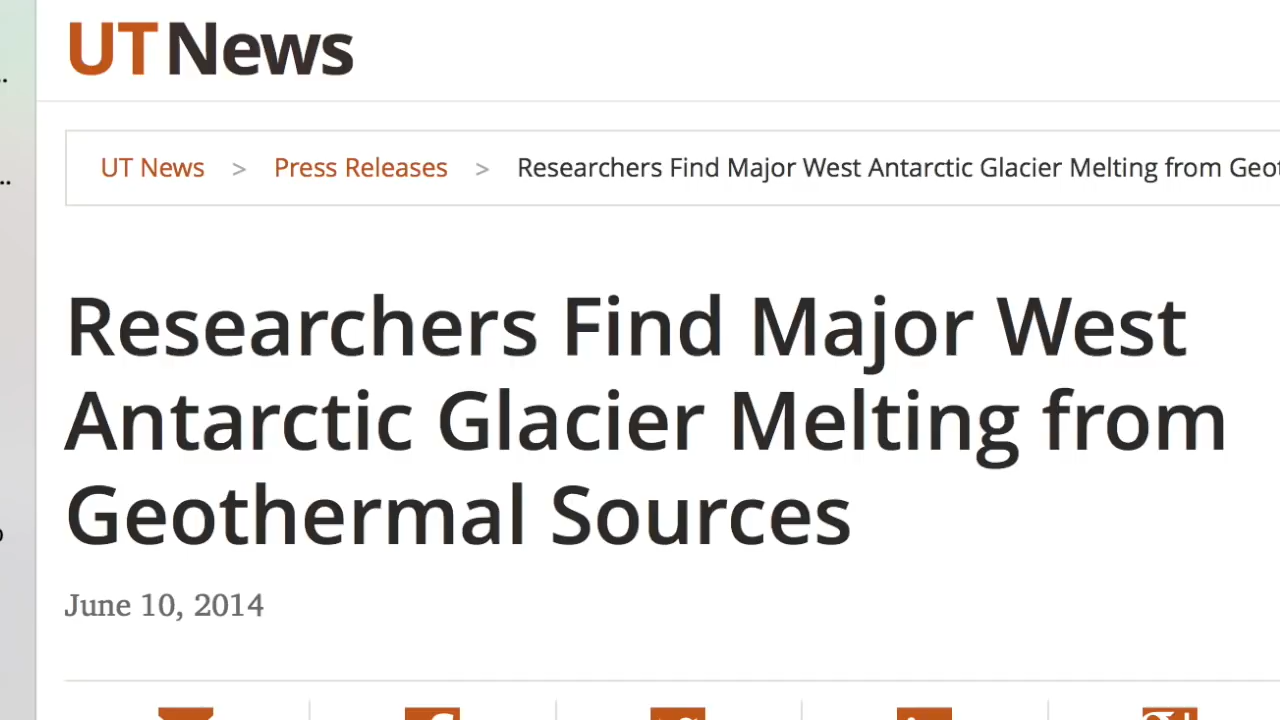 UT News
UT News > Press Releases > Researchers Find Major West Antarctic Glacier Melting from Geot
Researchers Find Major West
Antarctic Glacier Melting from
Geothermal Sources
June 10, 2014